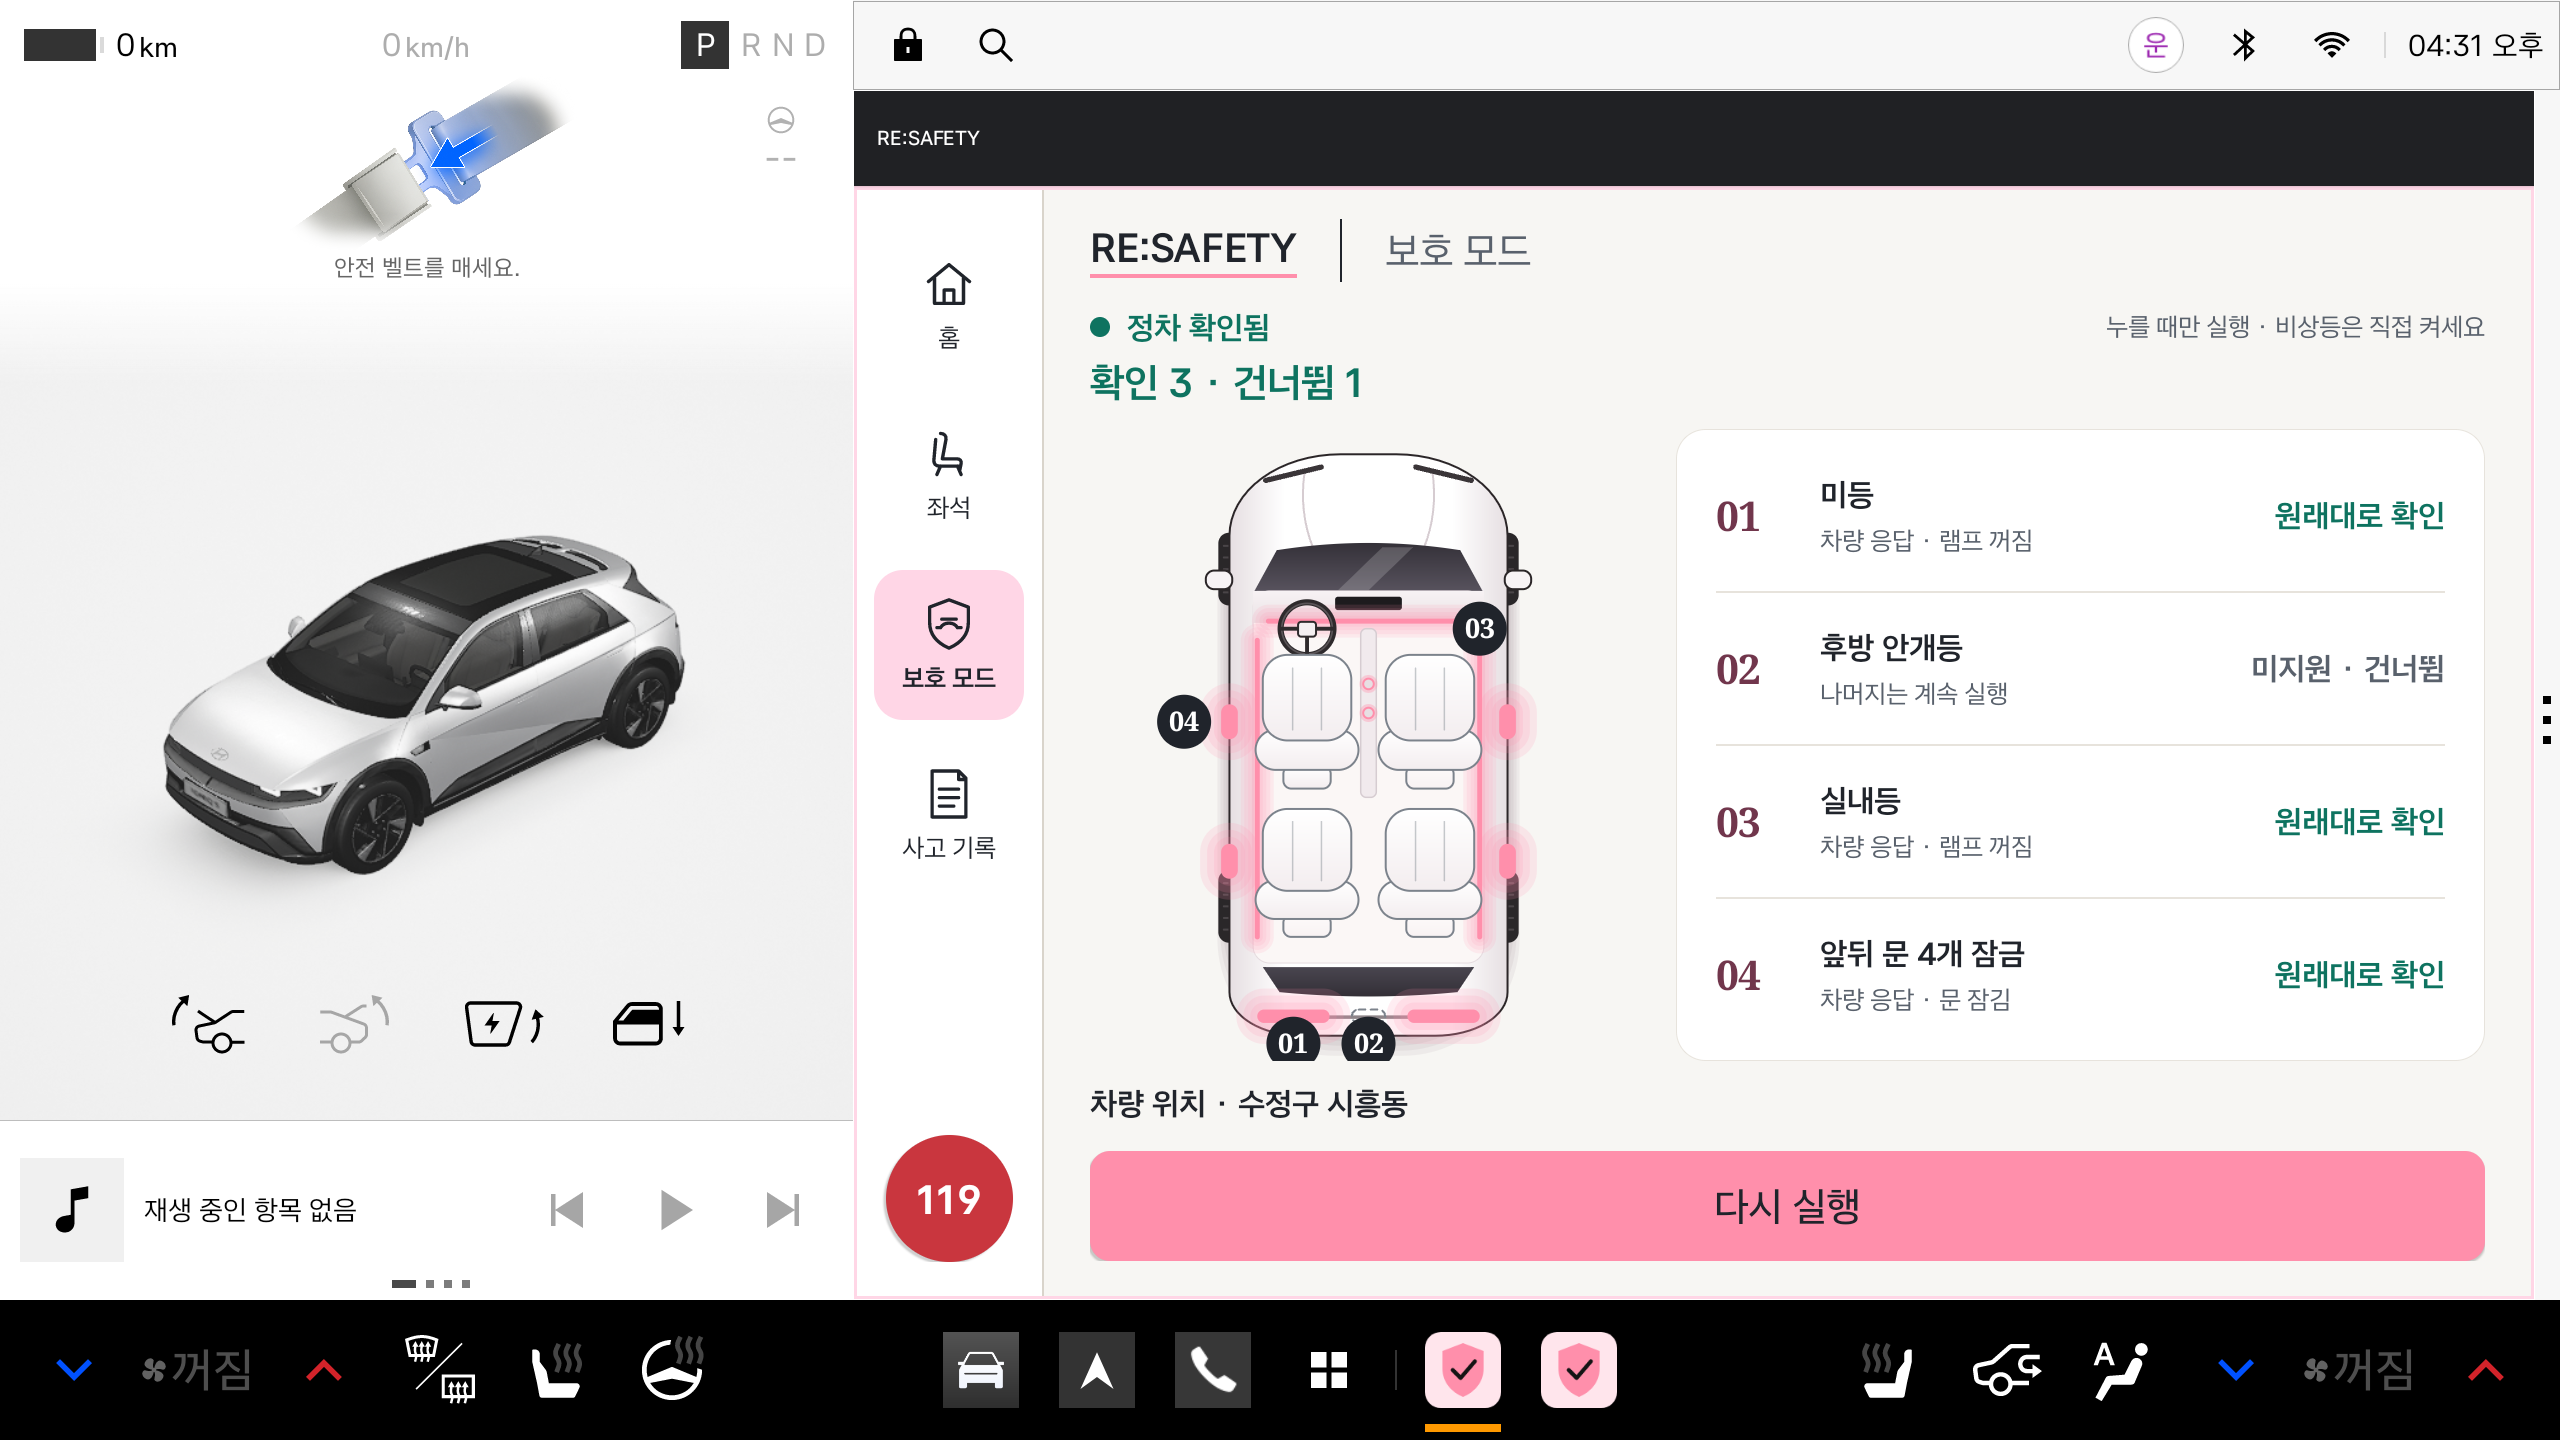 0 km
0 km/h
P R N D
안전 벨트를 매세요.
재생 중인 항목 없음
운
04:31 오후
RE:SAFETY
홈
좌석
보호 모드
사고 기록
119
RE:SAFETY
보호 모드
정차 확인됨
누를 때만 실행 · 비상등은 직접 켜세요
확인 3 · 건너뜀 1
03
04
01
02
01
미등
차량 응답 · 램프 꺼짐
원래대로 확인
02
후방 안개등
나머지는 계속 실행
미지원 · 건너뜀
03
실내등
차량 응답 · 램프 꺼짐
원래대로 확인
04
앞뒤 문 4개 잠금
차량 응답 · 문 잠김
원래대로 확인
차량 위치 · 수정구 시흥동
다시 실행
꺼짐
A
꺼짐